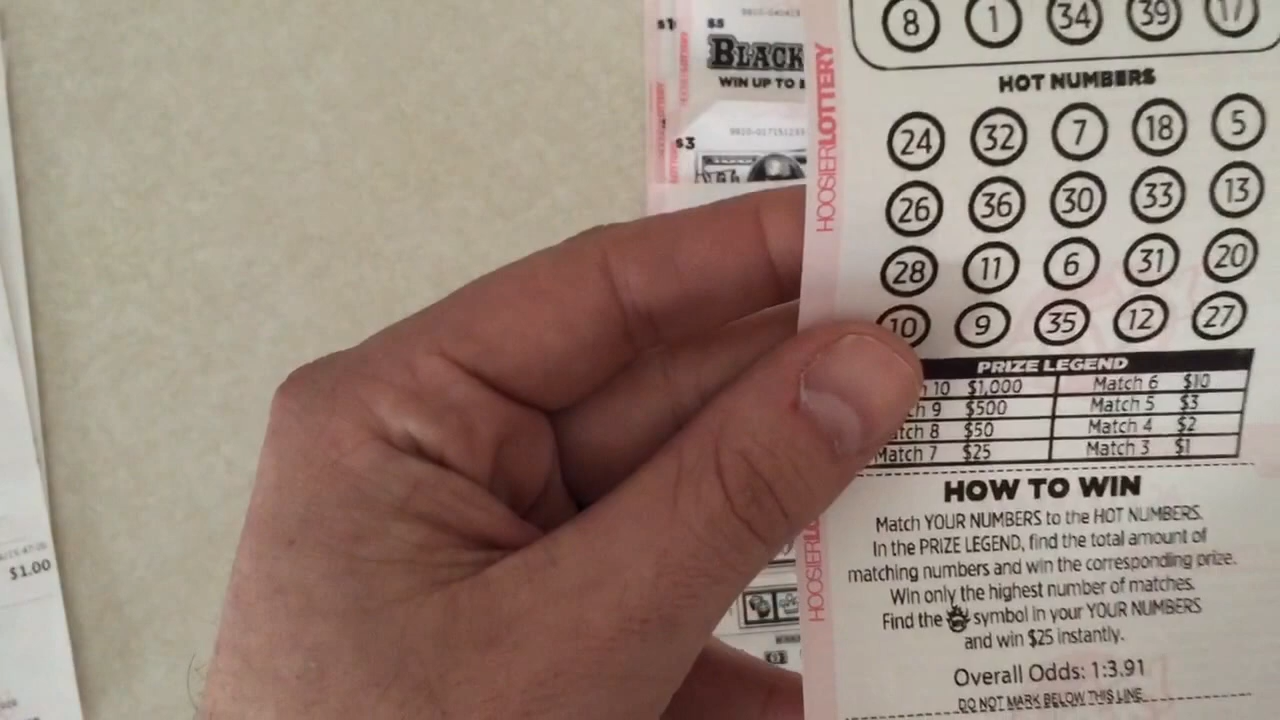 $1
$5
BLACK
WIN UP TO
$3
HOOSIERLOTTERY
8 1 34 39 17
HOT NUMBERS
24 32 7 18 5
26 36 30 33 13
28 11 6 31 20
10 9 35 12 27
PRIZE LEGEND
10 $1,000 Match 6 $10
ch 9 $500 Match 5 $3
atch 8 $50 Match 4 $2
Match 7 $25 Match 3 $1
HOW TO WIN
Match YOUR NUMBERS to the HOT NUMBERS.
In the PRIZE LEGEND, find the total amount of
matching numbers and win the corresponding prize.
Win only the highest number of matches.
Find the symbol in your YOUR NUMBERS
and win $25 instantly.
Overall Odds: 1:3.91
DO NOT MARK BELOW THIS LINE
HOOSIERLO
$1.00